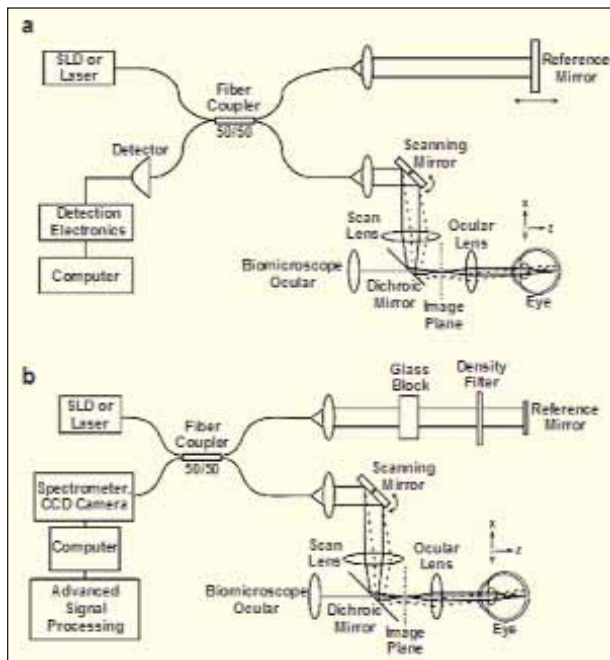 a
SLD or
Laser
Fiber
Coupler
50/50
Reference
Mirror
Detector
Scanning
Mirror
Detection
Electronics
Scan
Lens
Ocular
Lens
x
z
Computer
Biomicroscope
Ocular
Dichroic
Mirror
Image
Plane
Eye
b
SLD or
Laser
Fiber
Coupler
50/50
Glass
Block
Density
Filter
Reference
Mirror
Spectrometer,
CCD Camera
Scanning
Mirror
Computer
Scan
Lens
Ocular
Lens
x
z
Advanced
Signal
Processing
Biomicroscope
Ocular
Dichroic
Mirror
Image
Plane
Eye